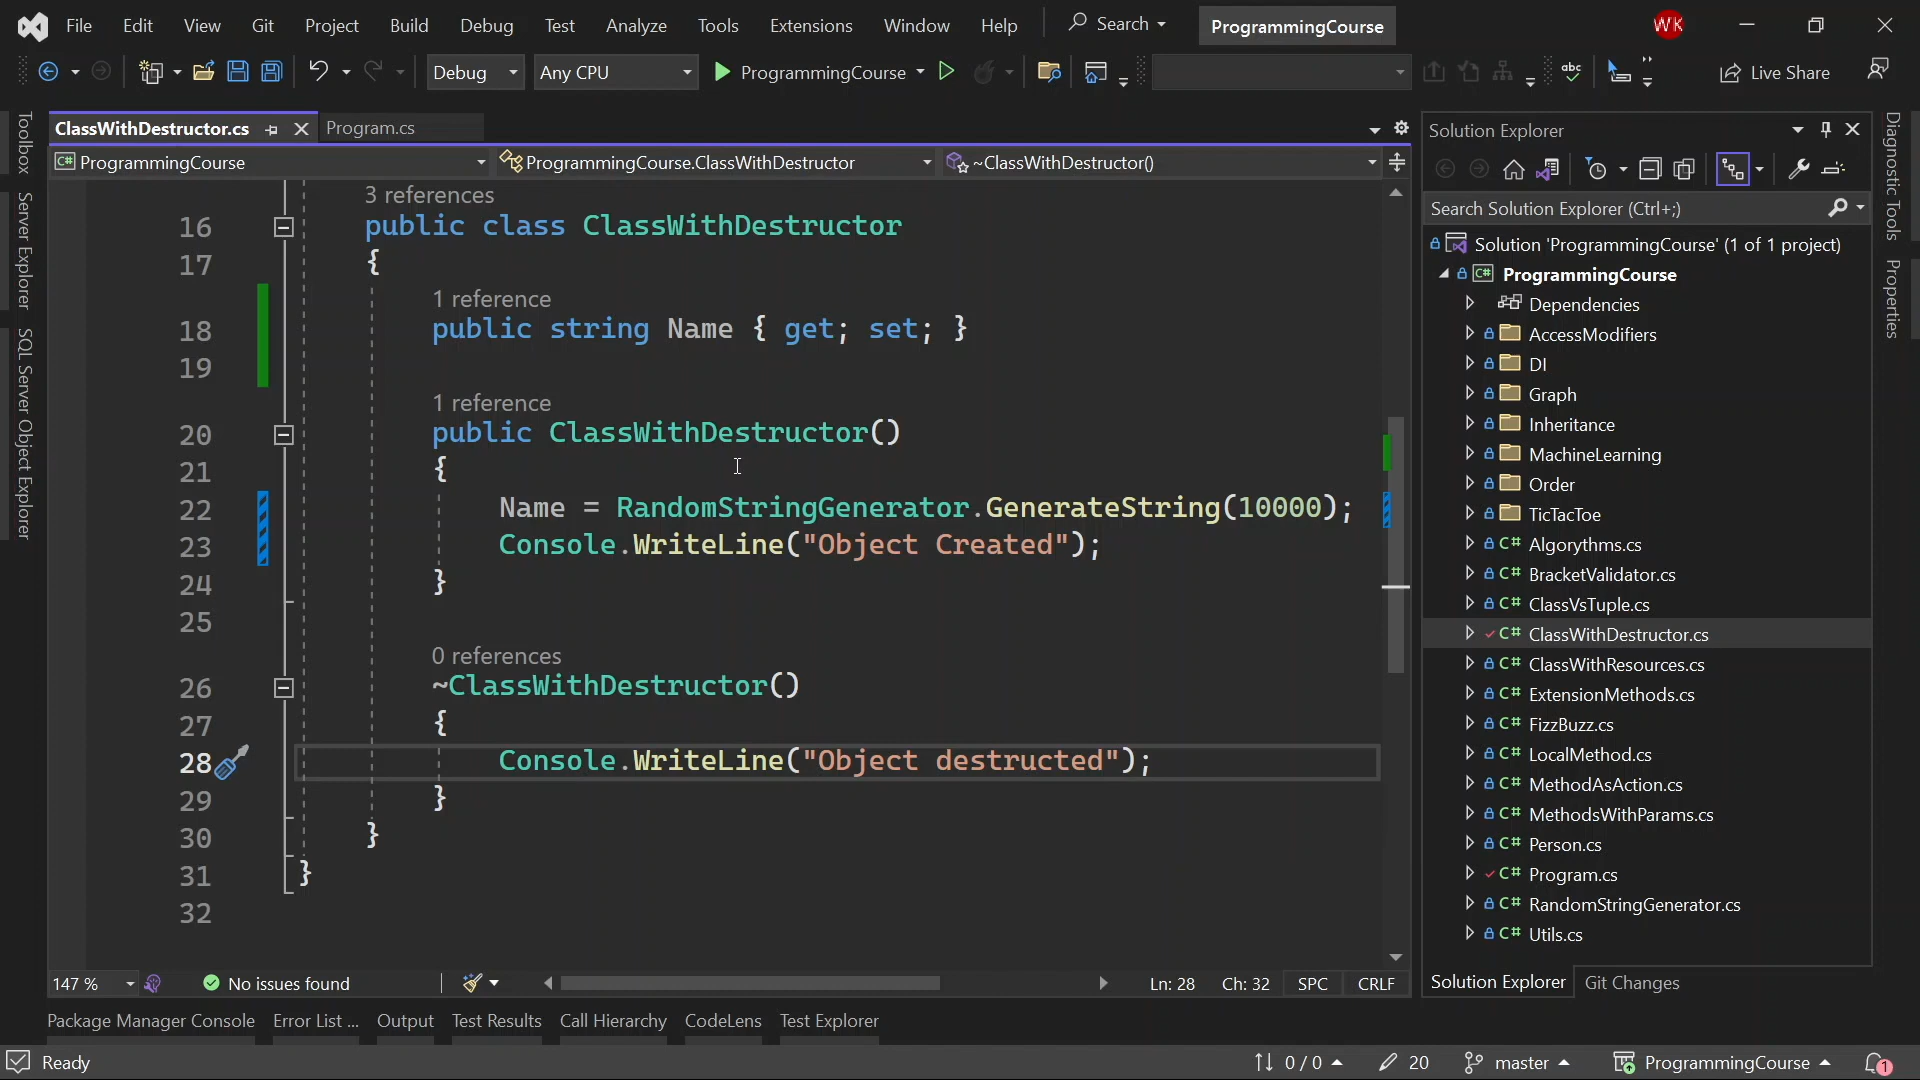 File Edit View Git Project Build Debug Test Analyze Tools Extensions Window Help Search ProgrammingCourse WK
Debug Any CPU ProgrammingCourse Live Share
ClassWithDestructor.cs Program.cs
ProgrammingCourse ProgrammingCourse.ClassWithDestructor ~ClassWithDestructor()
Toolbox
Server Explorer
SQL Server Object Explorer
3 references
16 public class ClassWithDestructor
17 {
1 reference
18 public string Name { get; set; }
19
1 reference
20 public ClassWithDestructor()
21 {
22 Name = RandomStringGenerator.GenerateString(10000);
23 Console.WriteLine("Object Created");
24 }
25
0 references
26 ~ClassWithDestructor()
27 {
28 Console.WriteLine("Object destructed");
29 }
30 }
31 }
32
147 % No issues found Ln: 28 Ch: 32 SPC CRLF
Solution Explorer
Search Solution Explorer (Ctrl+;)
Solution 'ProgrammingCourse' (1 of 1 project)
C# ProgrammingCourse
Dependencies
AccessModifiers
DI
Graph
Inheritance
MachineLearning
Order
TicTacToe
C# Algorythms.cs
C# BracketValidator.cs
C# ClassVsTuple.cs
C# ClassWithDestructor.cs
C# ClassWithResources.cs
C# ExtensionMethods.cs
C# FizzBuzz.cs
C# LocalMethod.cs
C# MethodAsAction.cs
C# MethodsWithParams.cs
C# Person.cs
C# Program.cs
C# RandomStringGenerator.cs
C# Utils.cs
Solution Explorer Git Changes
Diagnostic Tools
Properties
Package Manager Console Error List ... Output Test Results Call Hierarchy CodeLens Test Explorer
Ready 0 / 0 20 master ProgrammingCourse 1